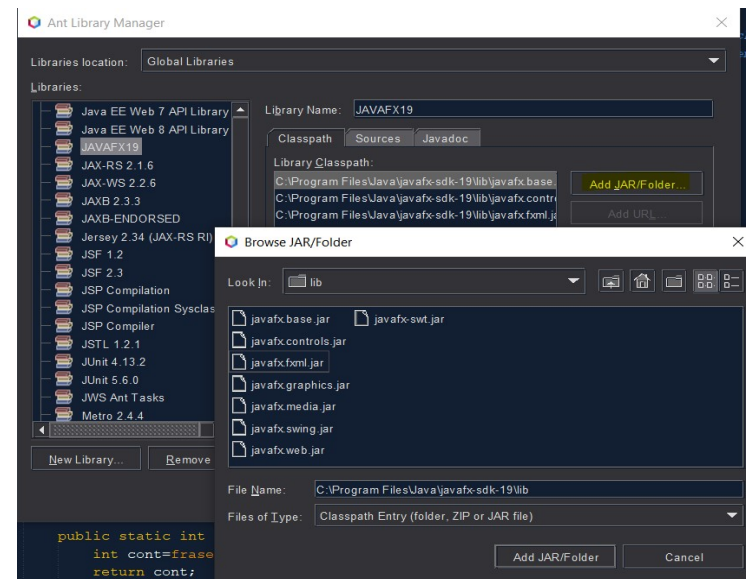 Ant Library Manager
Libraries location: Global Libraries
Libraries:
Java EE Web 7 API Library
Java EE Web 8 API Library
JAVAFX19
JAX-RS 2.1.6
JAX-WS 2.2.6
JAXB 2.3.3
JAXB-ENDORSED
Jersey 2.34 (JAX-RS RI)
JSF 1.2
JSF 2.3
JSP Compilation
JSP Compilation Sysclas
JSP Compiler
JSTL 1.2.1
JUnit 4.13.2
JUnit 5.6.0
JWS Ant Tasks
Metro 2.4.4
New Library... Remove
Library Name: JAVAFX19
Classpath Sources Javadoc
Library Classpath:
C:\Program Files\Java\javafx-sdk-19\lib\javafx.base.
C:\Program Files\Java\javafx-sdk-19\lib\javafx.contr
C:\Program Files\Java\javafx-sdk-19\lib\javafx.fxml.ja
Add JAR/Folder...
Add URL...
Browse JAR/Folder
Look In: lib
javafx.base.jar javafx-swt.jar
javafx.controls.jar
javafx.fxml.jar
javafx.graphics.jar
javafx.media.jar
javafx.swing.jar
javafx.web.jar
File Name: C:\Program Files\Java\javafx-sdk-19\lib
Files of Type: Classpath Entry (folder, ZIP or JAR file)
Add JAR/Folder Cancel
public static int
int cont=frase
return cont;